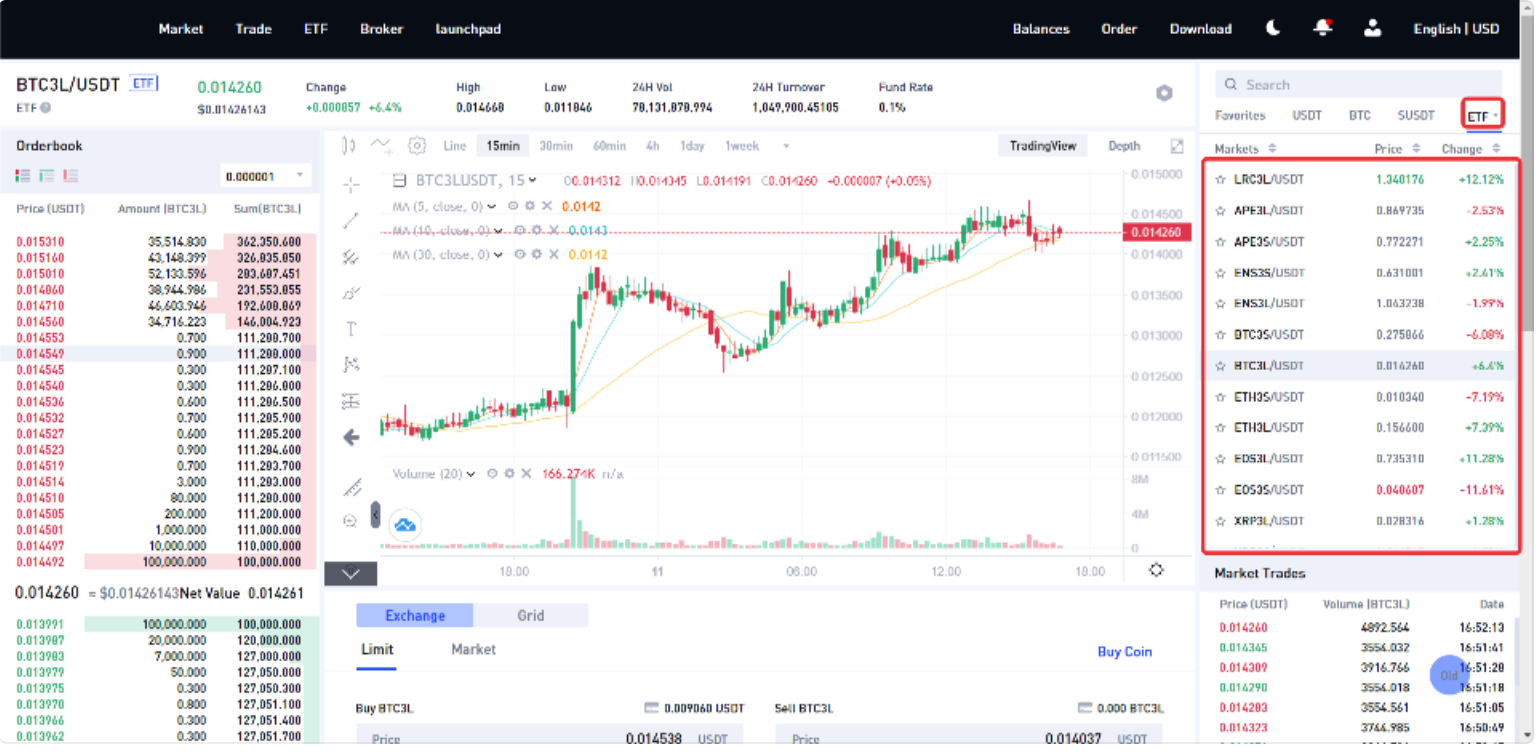 Market Trade ETF Broker launchpad Balances Order Download English | USD
BTC3L/USDT ETF
ETF
0.014260
$0.01426143
Change
+0.000857 +6.4%
High
0.014668
Low
0.011846
24H Vol
78,131,878.994
24H Turnover
1,049,900.45105
Fund Rate
0.1%
Orderbook
0.000001
Price (USDT) Amount (BTC3L) Sum(BTC3L)
0.015310 35,514.830 362,350.680
0.015160 43,148.399 326,835.850
0.015010 52,133.596 283,687.451
0.014860 38,944.986 231,553.855
0.014710 46,603.946 192,608.869
0.014560 34,716.223 146,004.923
0.014553 0.700 111,288.700
0.014549 0.900 111,288.000
0.014545 0.300 111,287.100
0.014540 0.300 111,286.800
0.014536 0.600 111,286.500
0.014532 0.700 111,285.900
0.014527 0.600 111,285.200
0.014523 0.900 111,284.600
0.014519 0.700 111,283.700
0.014514 3.000 111,283.000
0.014510 80.000 111,280.000
0.014505 200.000 111,200.000
0.014501 1,000.000 111,000.000
0.014497 10,000.000 110,000.000
0.014492 100,000.000 100,000.000
0.014260 ≈ $0.01426143 Net Value 0.014261
0.013991 100,000.000 100,000.000
0.013987 20,000.000 120,000.000
0.013983 7,000.000 127,000.000
0.013979 50.000 127,050.000
0.013975 0.300 127,050.300
0.013970 0.800 127,051.100
0.013966 0.300 127,051.400
0.013962 0.300 127,051.700
Line 15min 30min 60min 4h 1day 1week TradingView Depth
BTC3LUSDT, 15 O0.014312 H0.014345 L0.014191 C0.014260 +0.000007 (+0.05%)
MA (5, close, 0) 0.0142
MA (10, close, 0) 0.0143
MA (30, close, 0) 0.0142
0.015000
0.014500
0.014260
0.014000
0.013500
0.013000
0.012500
0.012000
0.011500
Volume (20) 166.274K n/a
8M
4M
0
18:00 11 06:00 12:00 18:00
Exchange Grid
Limit Market Buy Coin
Buy BTC3L 0.009060 USDT Sell BTC3L 0.000 BTC3L
Price 0.014538 USDT Price 0.014037 USDT
Search
Favorites USDT BTC SUSDT ETF
Markets Price Change
LRC3L/USDT 1.340176 +12.12%
APE3L/USDT 0.869735 -2.53%
APE3S/USDT 0.772271 +2.25%
ENS3S/USDT 0.631001 +2.61%
ENS3L/USDT 1.063238 -1.99%
BTC3S/USDT 0.275866 -6.08%
BTC3L/USDT 0.014260 +6.4%
ETH3S/USDT 0.010340 -7.19%
ETH3L/USDT 0.156600 +7.39%
EOS3L/USDT 0.735310 +11.28%
EOS3S/USDT 0.040607 -11.61%
XRP3L/USDT 0.028316 +1.28%
Market Trades
Price (USDT) Volume (BTC3L) Date
0.014260 4892.564 16:52:13
0.014345 3554.032 16:51:41
0.014309 3916.766 16:51:20
0.014290 3554.018 16:51:18
0.014283 3554.561 16:51:05
0.014323 3744.985 16:50:49
Old